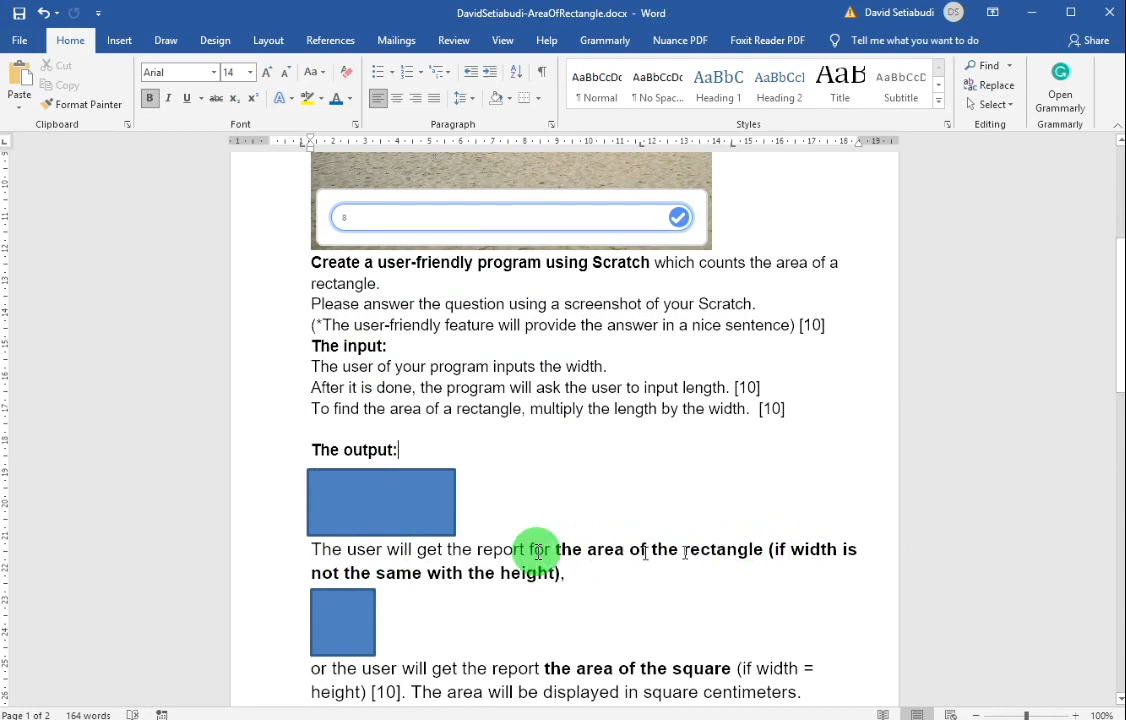 DavidSetiabudi-AreaOfRectangle.docx - Word
David Setiabudi
DS
File Home Insert Draw Design Layout References Mailings Review View Help Grammarly Nuance PDF Foxit Reader PDF Tell me what you want to do Share
Paste
Cut
Copy
Format Painter
Clipboard
Arial 14
Font
Paragraph
AaBbCcDc AaBbCcDc AaBbC AaBbCcl AaB AaBbCcC
¶ Normal ¶ No Spac... Heading 1 Heading 2 Title Subtitle
Styles
Find
Replace
Select
Editing
Open
Grammarly
Grammarly
8
Create a user-friendly program using Scratch which counts the area of a
rectangle.
Please answer the question using a screenshot of your Scratch.
(*The user-friendly feature will provide the answer in a nice sentence) [10]
The input:
The user of your program inputs the width.
After it is done, the program will ask the user to input length. [10]
To find the area of a rectangle, multiply the length by the width. [10]
The output:
The user will get the report for the area of the rectangle (if width is
not the same with the height),
or the user will get the report the area of the square (if width =
height) [10]. The area will be displayed in square centimeters.
Page 1 of 2 164 words 100%